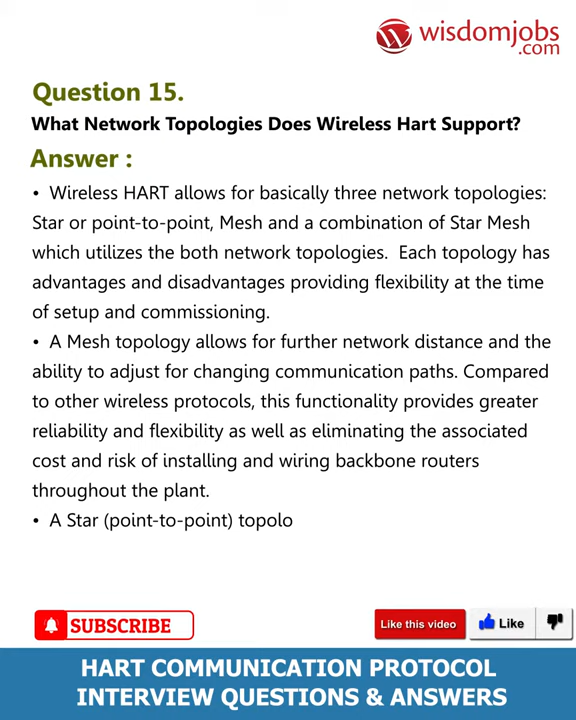 wisdomjobs
.com
Question 15.
What Network Topologies Does Wireless Hart Support?
Answer :
• Wireless HART allows for basically three network topologies:
Star or point-to-point, Mesh and a combination of Star Mesh
which utilizes the both network topologies. Each topology has
advantages and disadvantages providing flexibility at the time
of setup and commissioning.
• A Mesh topology allows for further network distance and the
ability to adjust for changing communication paths. Compared
to other wireless protocols, this functionality provides greater
reliability and flexibility as well as eliminating the associated
cost and risk of installing and wiring backbone routers
throughout the plant.
• A Star (point-to-point) topolo
SUBSCRIBE
Like this video
Like
HART COMMUNICATION PROTOCOL
INTERVIEW QUESTIONS & ANSWERS